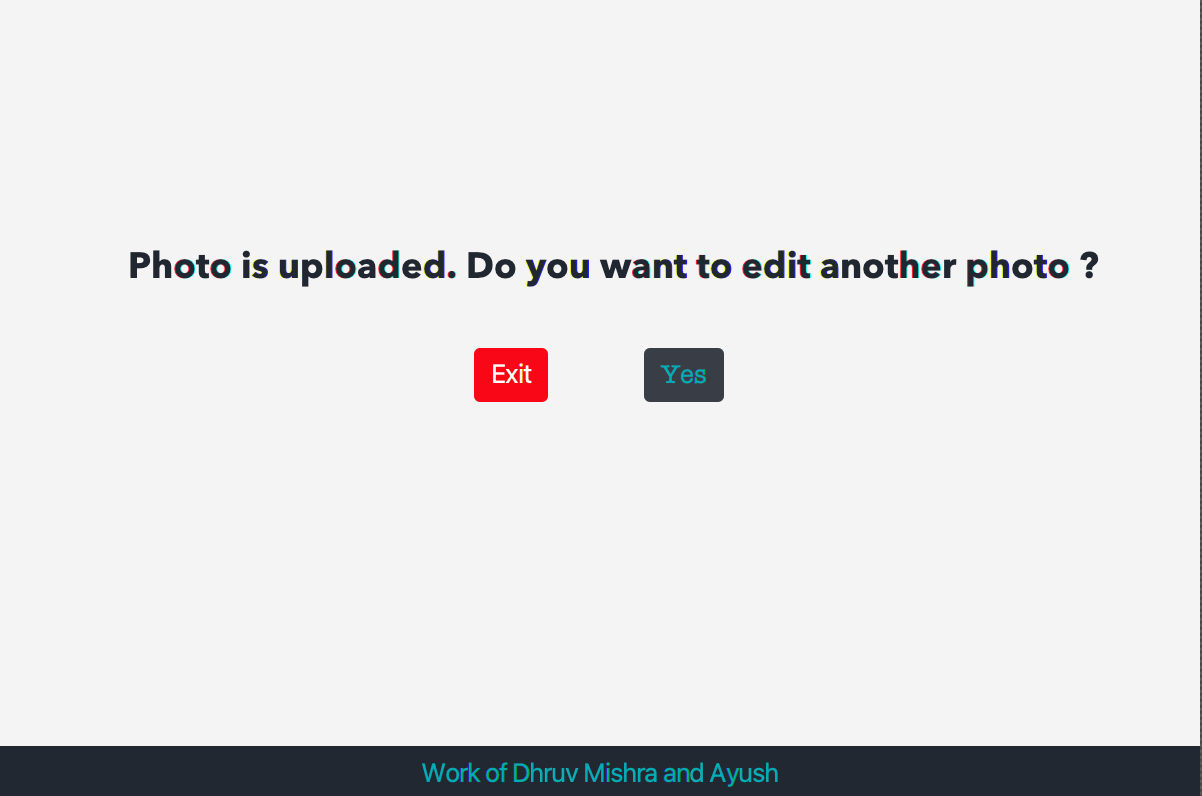 Photo is uploaded. Do you want to edit another photo ?
Exit Yes
Work of Dhruv Mishra and Ayush